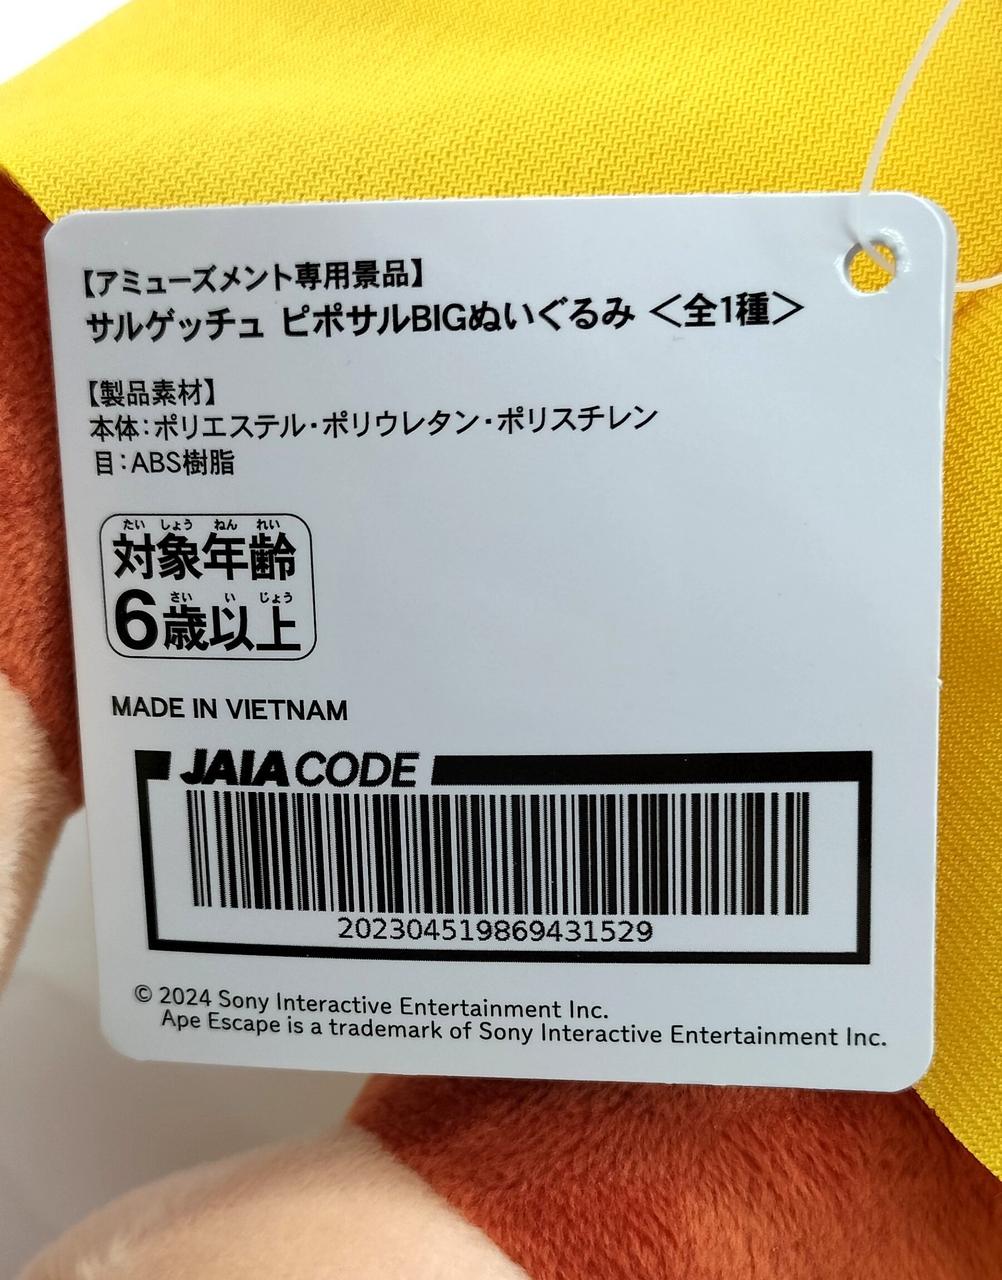 【アミューズメント専用景品】
サルゲッチュ ピポサルBIGぬいぐるみ <全1種>
【製品素材】
本体:ポリエステル・ポリウレタン・ポリスチレン
目:ABS樹脂
たい しょう ねん れい
対象年齢
さい い じょう
6歳以上
MADE IN VIETNAM
JAIA CODE
202304519869431529
© 2024 Sony Interactive Entertainment Inc.
Ape Escape is a trademark of Sony Interactive Entertainment Inc.